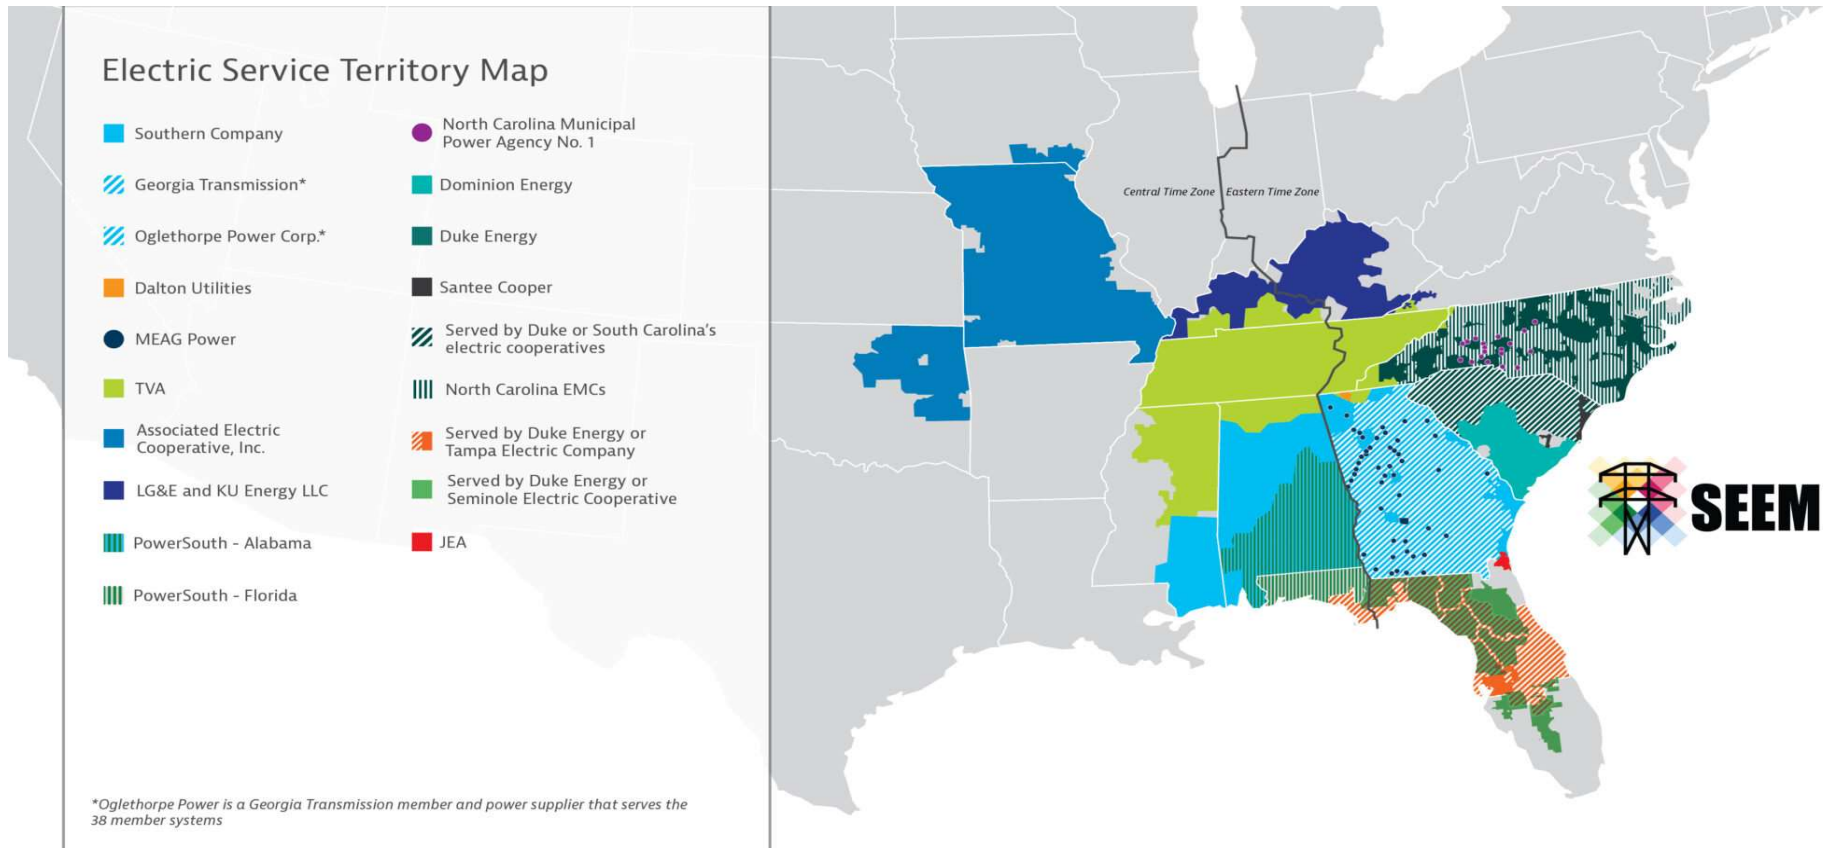 Electric Service Territory Map
Southern Company
Georgia Transmission*
Oglethorpe Power Corp.*
Dalton Utilities
MEAG Power
TVA
Associated Electric
Cooperative, Inc.
LG&E and KU Energy LLC
PowerSouth - Alabama
PowerSouth - Florida
North Carolina Municipal
Power Agency No. 1
Dominion Energy
Duke Energy
Santee Cooper
Served by Duke or South Carolina's
electric cooperatives
North Carolina EMCs
Served by Duke Energy or
Tampa Electric Company
Served by Duke Energy or
Seminole Electric Cooperative
JEA
*Oglethorpe Power is a Georgia Transmission member and power supplier that serves the
38 member systems
Central Time Zone
Eastern Time Zone
SEEM